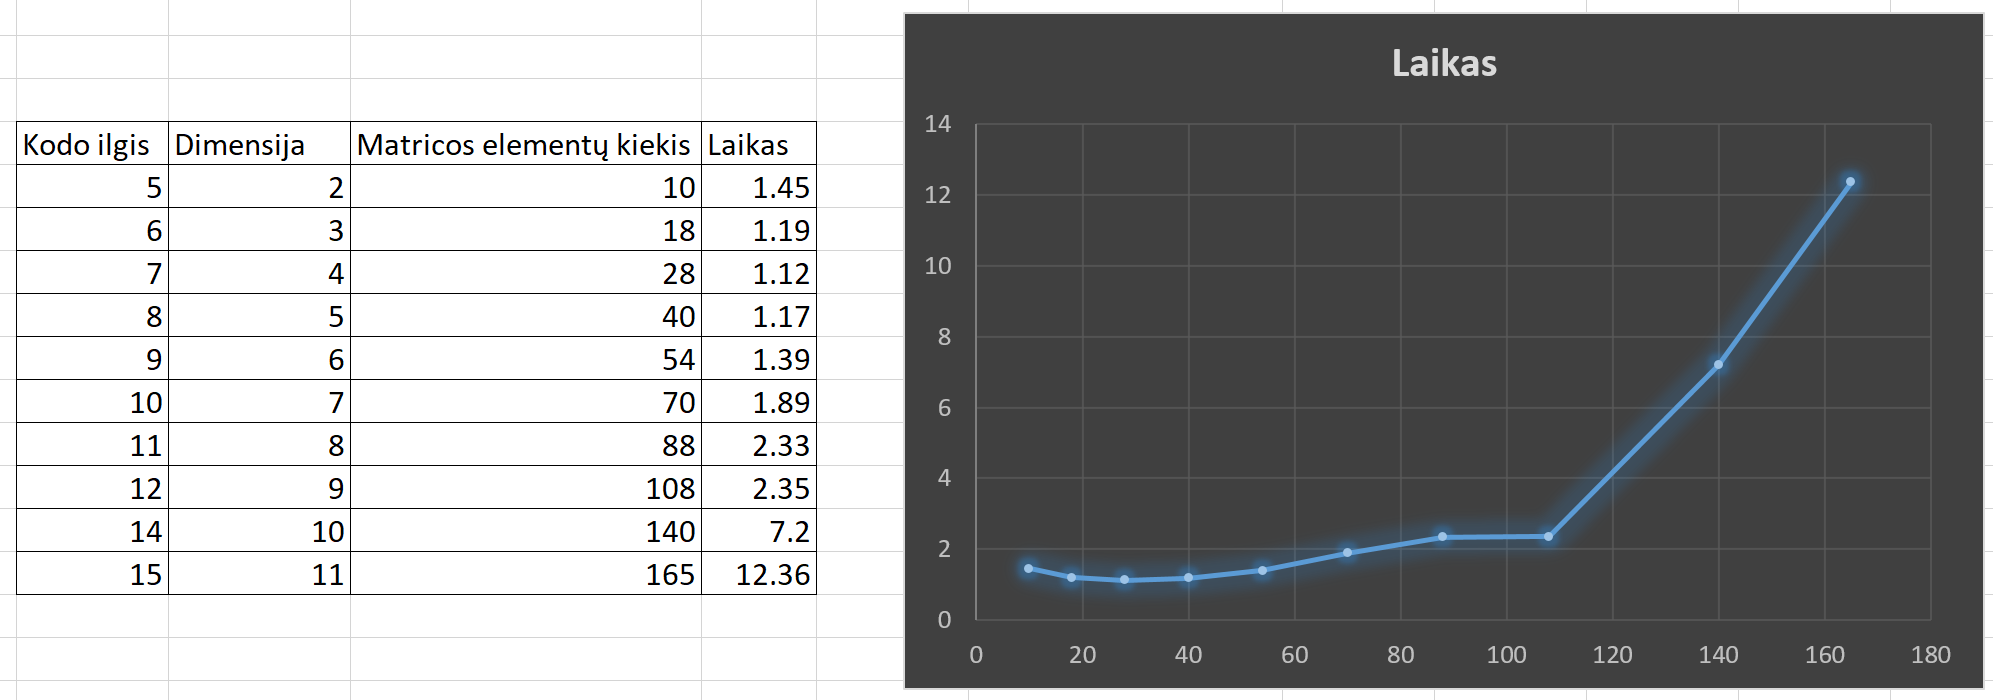 Kodo ilgis Dimensija Matricos elementų kiekis Laikas
5 2 10 1.45
6 3 18 1.19
7 4 28 1.12
8 5 40 1.17
9 6 54 1.39
10 7 70 1.89
11 8 88 2.33
12 9 108 2.35
14 10 140 7.2
15 11 165 12.36
Laikas
14
12
10
8
6
4
2
0
0 20 40 60 80 100 120 140 160 180